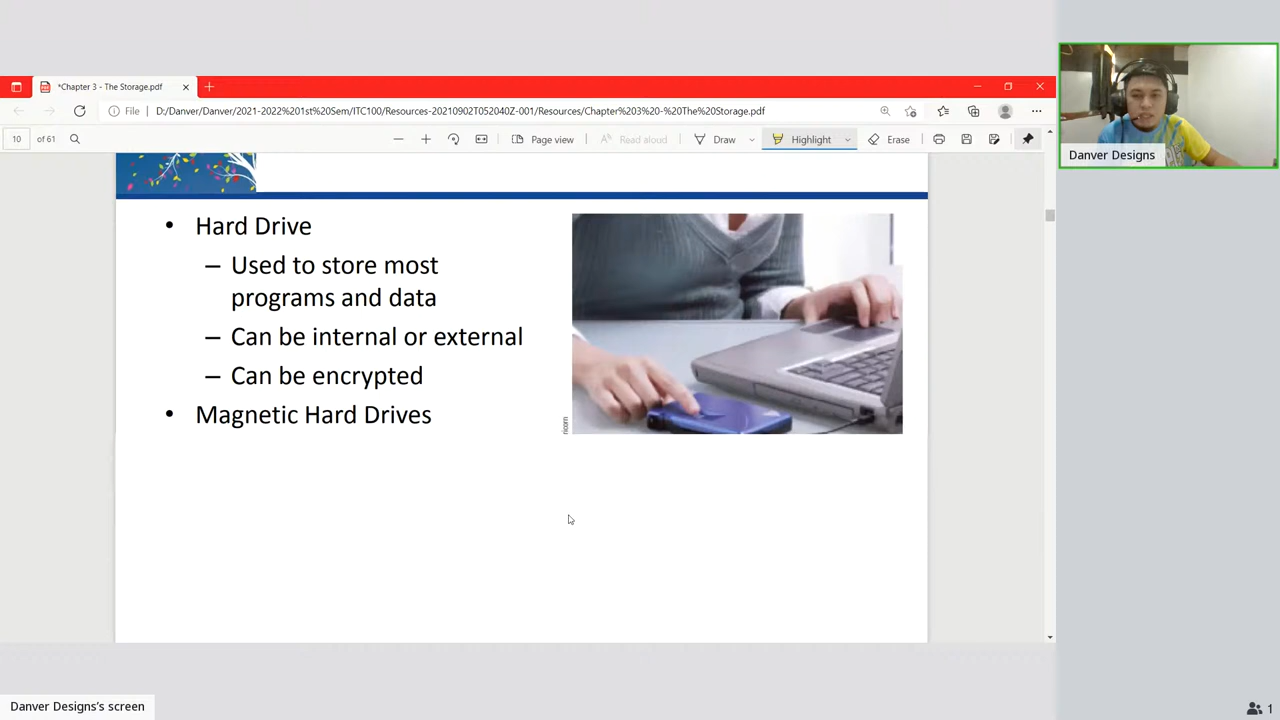 *Chapter 3 - The Storage.pdf
File D:/Danver/Danver/2021-2022%201st%20Sem/ITC100/Resources-20210902T052040Z-001/Resources/Chapter%203%20-%20The%20Storage.pdf
10 of 61 Page view Read aloud Draw Highlight Erase
Danver Designs
• Hard Drive
– Used to store most
programs and data
– Can be internal or external
– Can be encrypted
• Magnetic Hard Drives
Danver Designs's screen
1